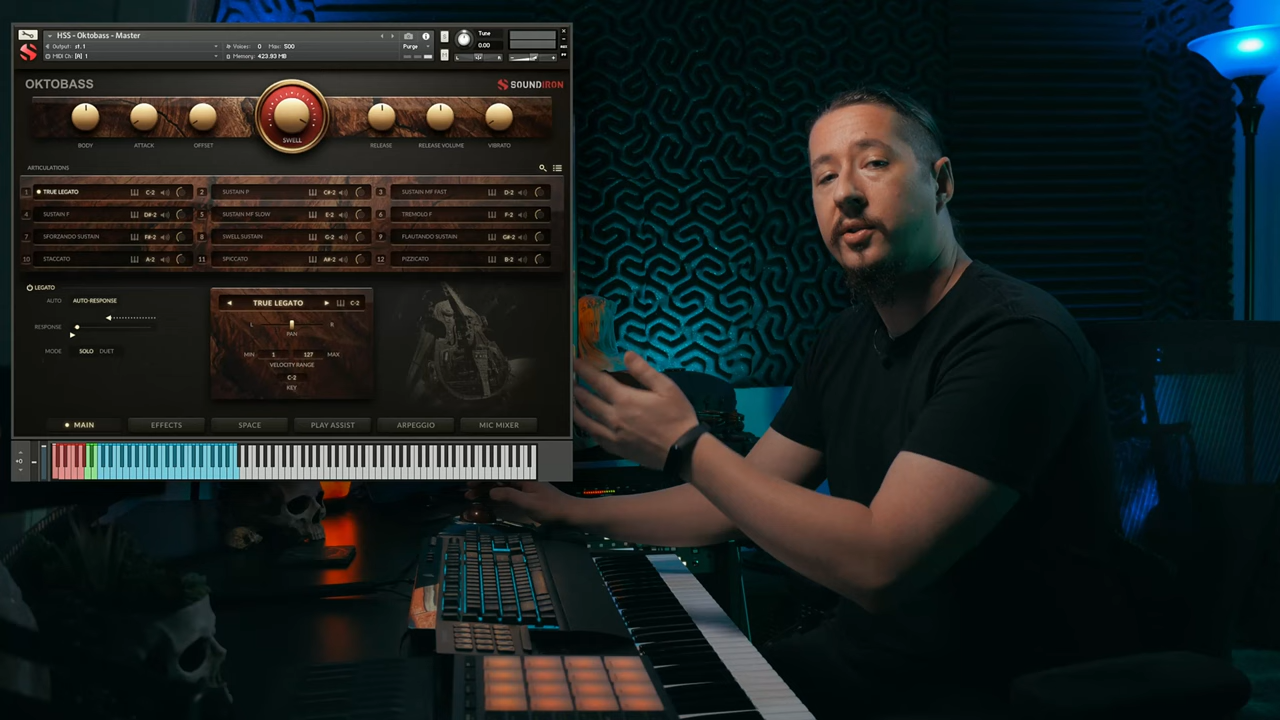 HSS - Oktobass - Master
Output: st. 1
Voices: 0 Max: 500
Purge
MIDI Ch: [A] 1
Memory: 423.93 MB
S
M
Tune
0.00
L R
OKTOBASS
SOUNDIRON
BODY ATTACK OFFSET SWELL RELEASE RELEASE VOLUME VIBRATO
ARTICULATIONS
1 TRUE LEGATO C-2 2 SUSTAIN P C#-2 3 SUSTAIN MF FAST D-2
4 SUSTAIN F D#-2 5 SUSTAIN MF SLOW E-2 6 TREMOLO F F-2
7 SFORZANDO SUSTAIN F#-2 8 SWELL SUSTAIN G-2 9 FLAUTANDO SUSTAIN G#-2
10 STACCATO A-2 11 SPICCATO A#-2 12 PIZZICATO B-2
LEGATO
AUTO AUTO-RESPONSE
RESPONSE
MODE SOLO DUET
TRUE LEGATO C-2
L R
PAN
MIN 1 127 MAX
VELOCITY RANGE
C-2
KEY
MAIN EFFECTS SPACE PLAY ASSIST ARPEGGIO MIC MIXER
+0